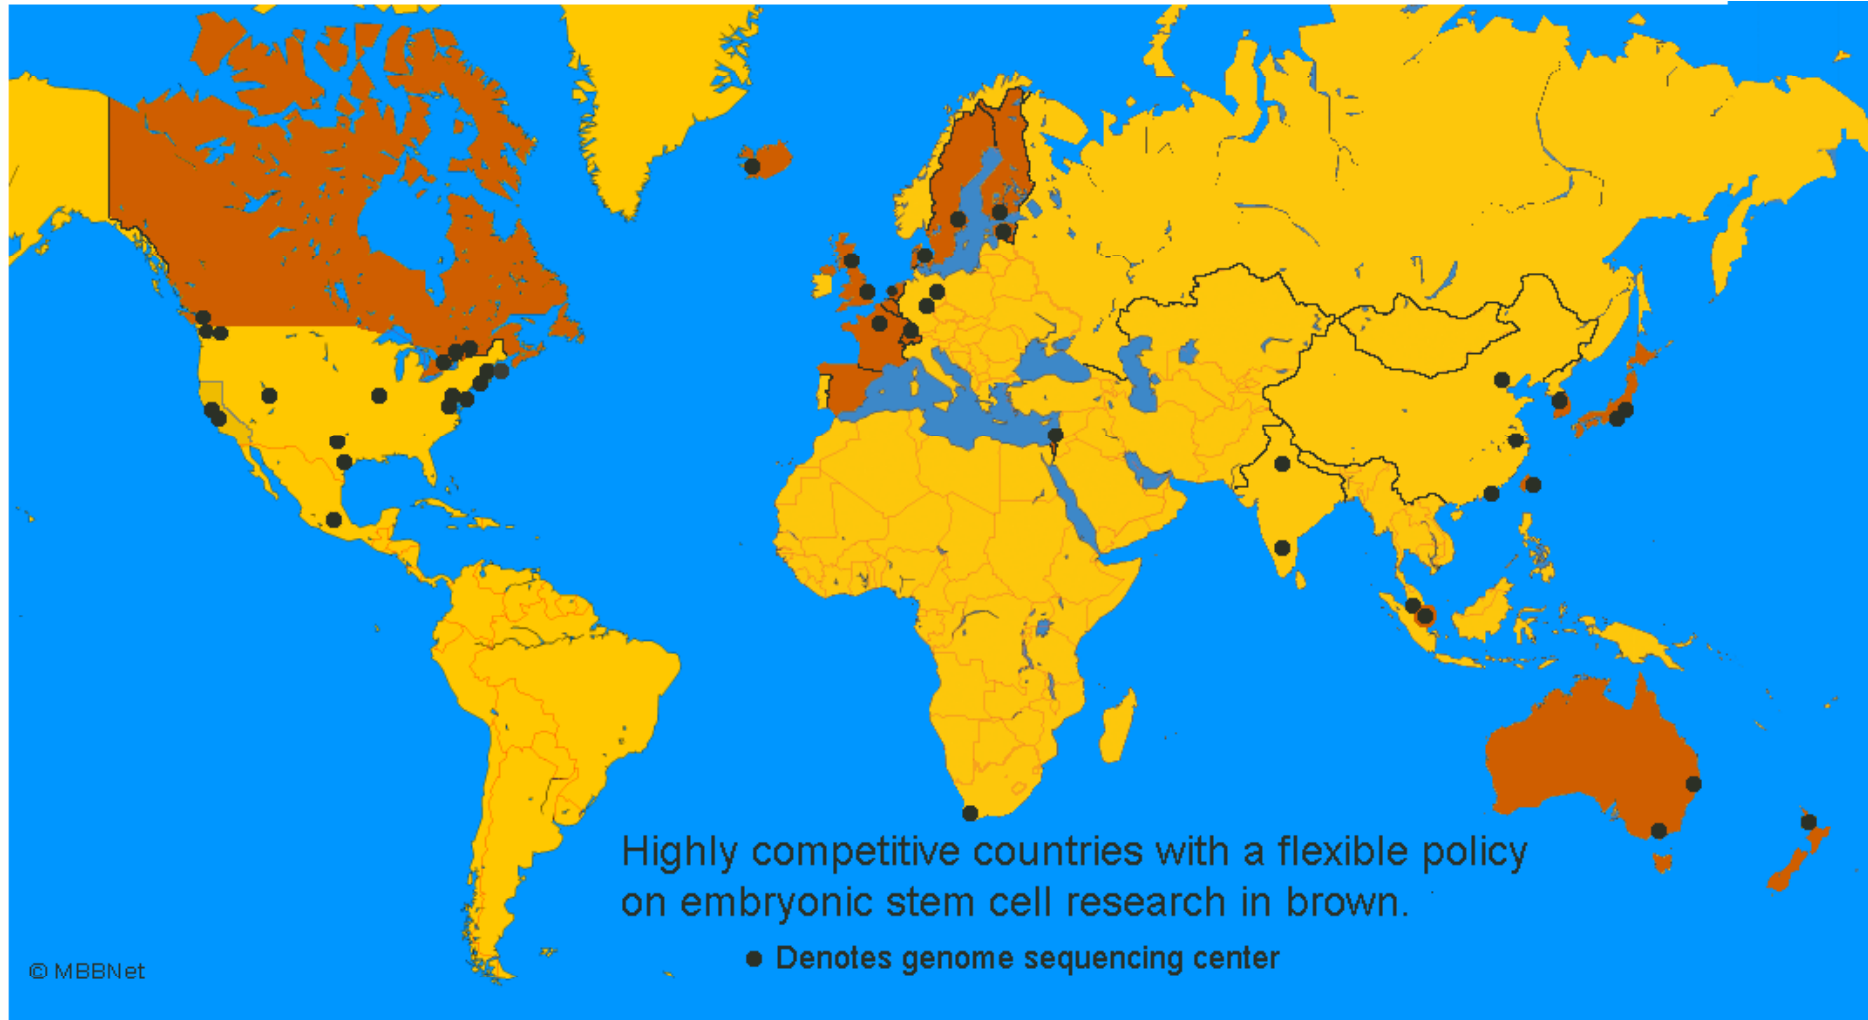 Highly competitive countries with a flexible policy
on embryonic stem cell research in brown.
Denotes genome sequencing center
© MBBNet